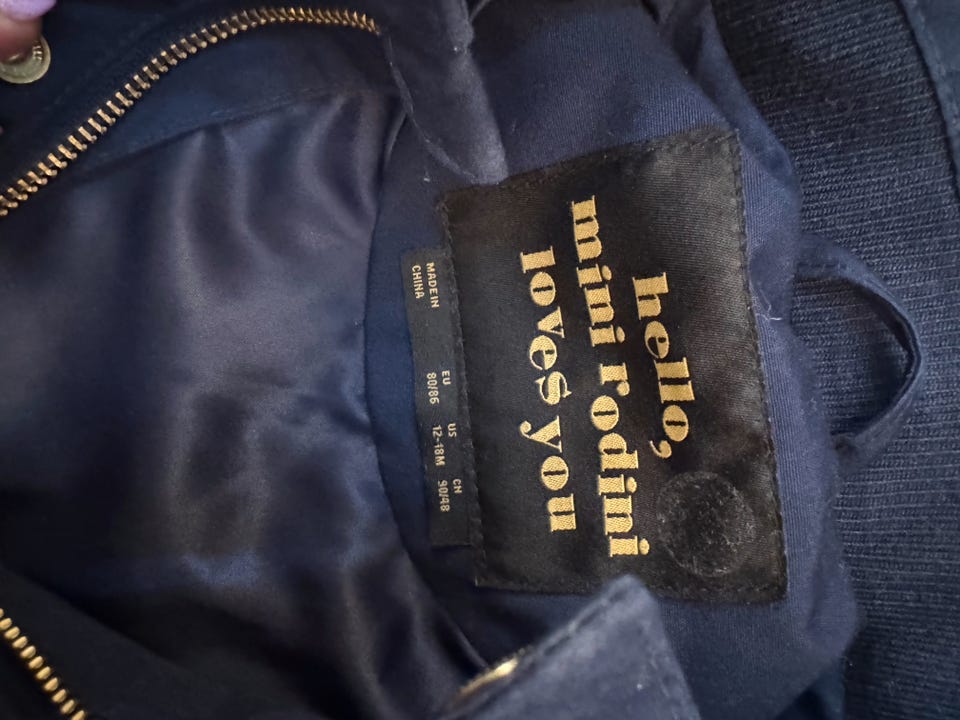 hello,
mini rodini
loves you
MADE IN
CHINA
EU
80/86
US
12-18M
CN
90/48